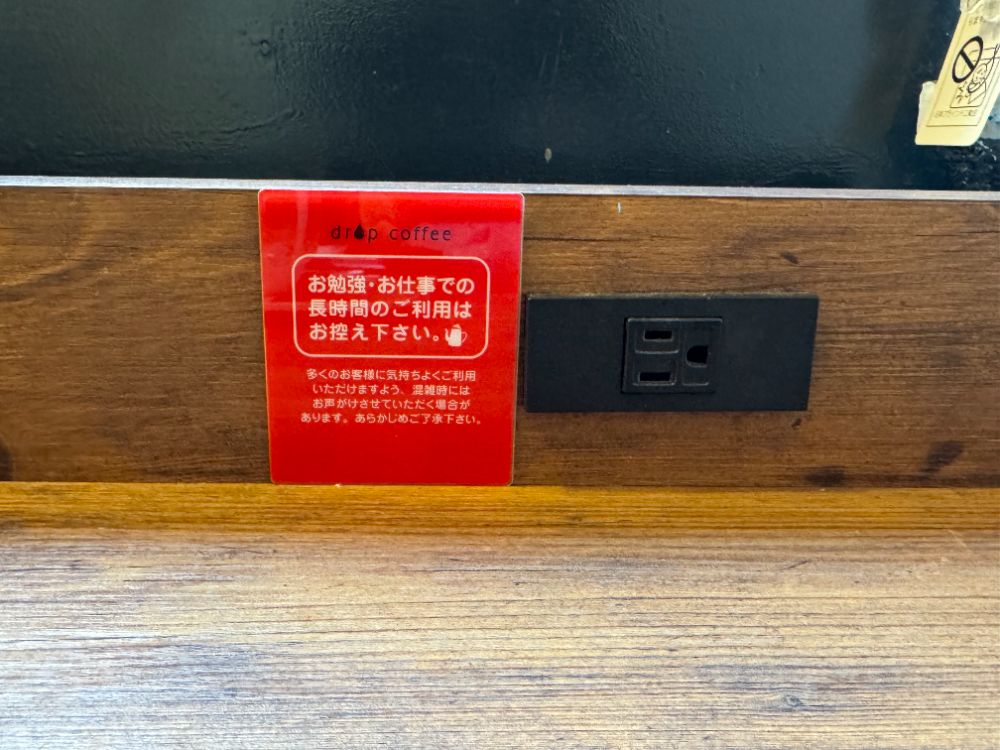 drop coffee
お勉強・お仕事での
長時間のご利用は
お控え下さい。
多くのお客様に気持ちよくご利用
いただけますよう、混雑時には
お声がけさせていただく場合が
あります。あらかじめご了承下さい。